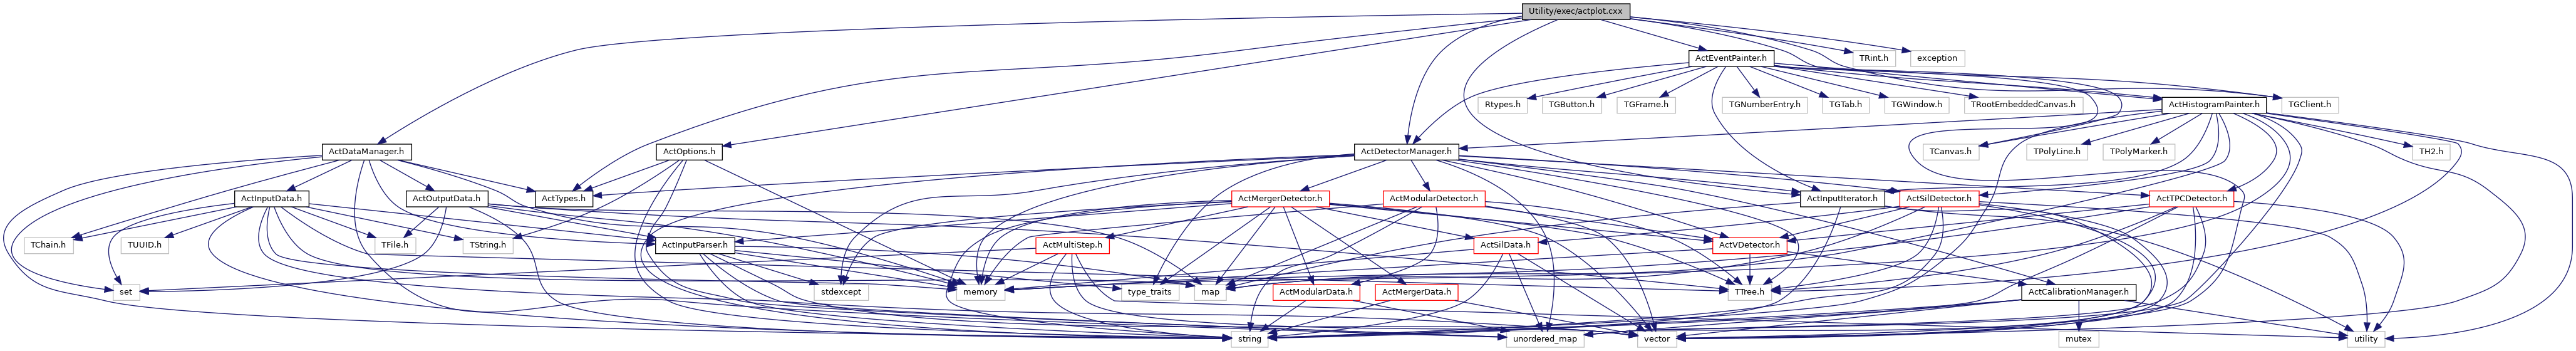 Utility/exec/actplot.cxx
ActEventPainter.h
TRint.h
exception
Rtypes.h
TGButton.h
TGFrame.h
TGNumberEntry.h
TGTab.h
TGWindow.h
TRootEmbeddedCanvas.h
ActHistogramPainter.h
TGClient.h
ActDataManager.h
ActOptions.h
ActDetectorManager.h
TCanvas.h
TPolyLine.h
TPolyMarker.h
TH2.h
ActInputData.h
ActOutputData.h
ActTypes.h
ActMergerDetector.h
ActModularDetector.h
ActInputIterator.h
ActSilDetector.h
ActTPCDetector.h
TChain.h
TUUID.h
TFile.h
TString.h
ActInputParser.h
ActMultiStep.h
ActSilData.h
ActVDetector.h
set
stdexcept
memory
type_traits
map
ActModularData.h
ActMergerData.h
TTree.h
ActCalibrationManager.h
string
unordered_map
vector
mutex
utility